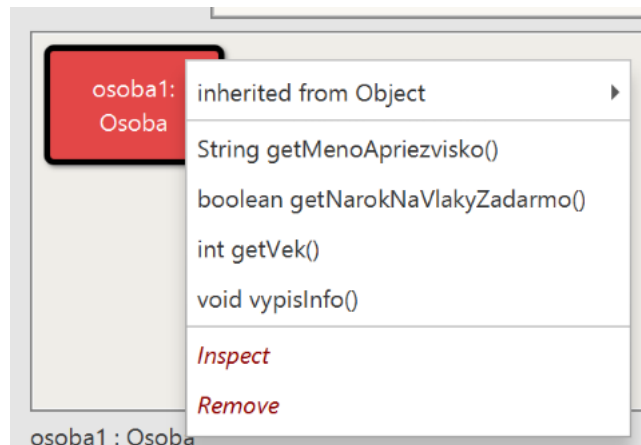 osoba1:
Osoba
inherited from Object
String getMenoApriezvisko()
boolean getNarokNaVlakyZadarmo()
int getVek()
void vypisInfo()
Inspect
Remove
osoba1 : Osoba